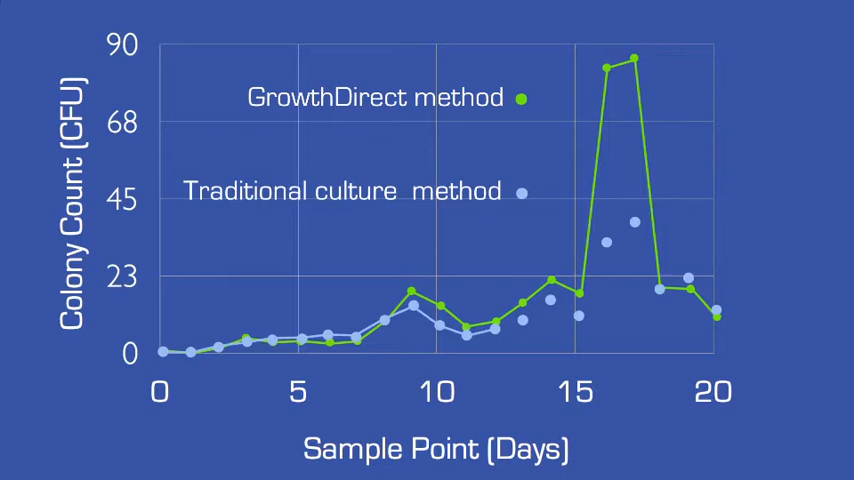 90
GrowthDirect method
68
Traditional culture method
45
23
0
Colony Count (CFU)
0 5 10 15 20
Sample Point (Days)